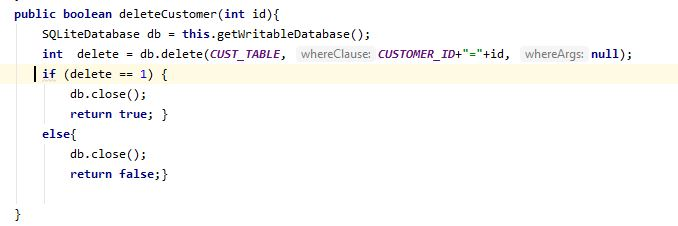 public boolean deleteCustomer(int id){
SQLiteDatabase db = this.getWritableDatabase();
int  delete = db.delete(CUST_TABLE, whereClause: CUSTOMER_ID+"="+id, whereArgs: null);
if (delete == 1) {
db.close();
return true; }
else{
db.close();
return false;}
}